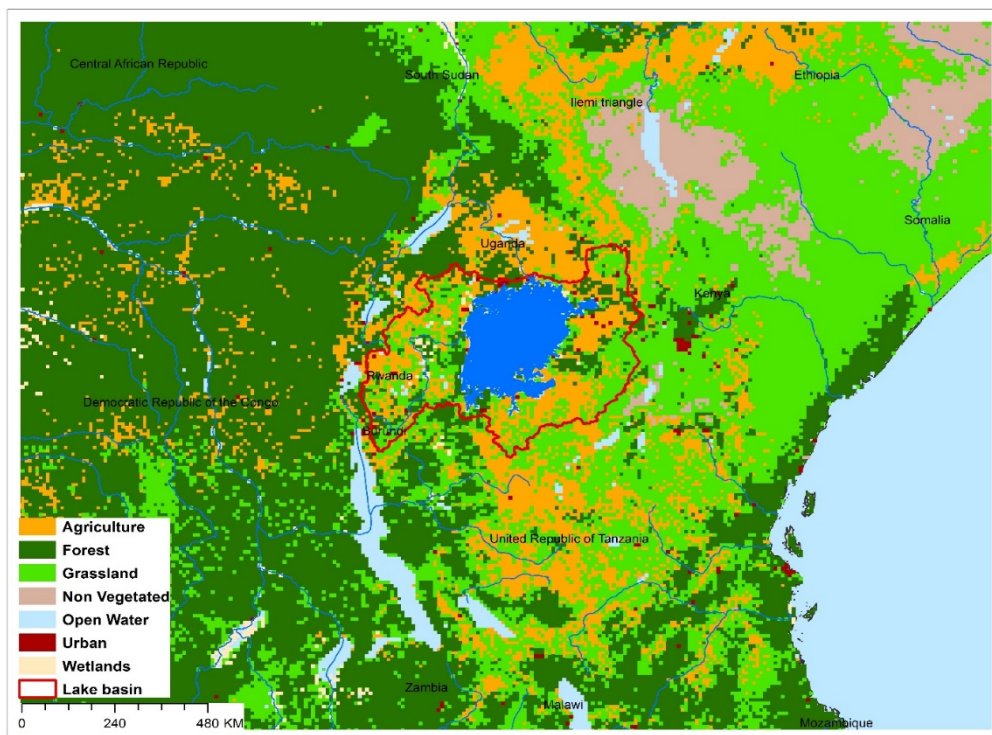 Central African Republic
South Sudan
Ethiopia
Ilemi triangle
Somalia
Uganda
Kenya
Rwanda
Democratic Republic of the Congo
Burundi
United Republic of Tanzania
Zambia
Malawi
Mozambique
Agriculture
Forest
Grassland
Non Vegetated
Open Water
Urban
Wetlands
Lake basin
0 240 480 KM